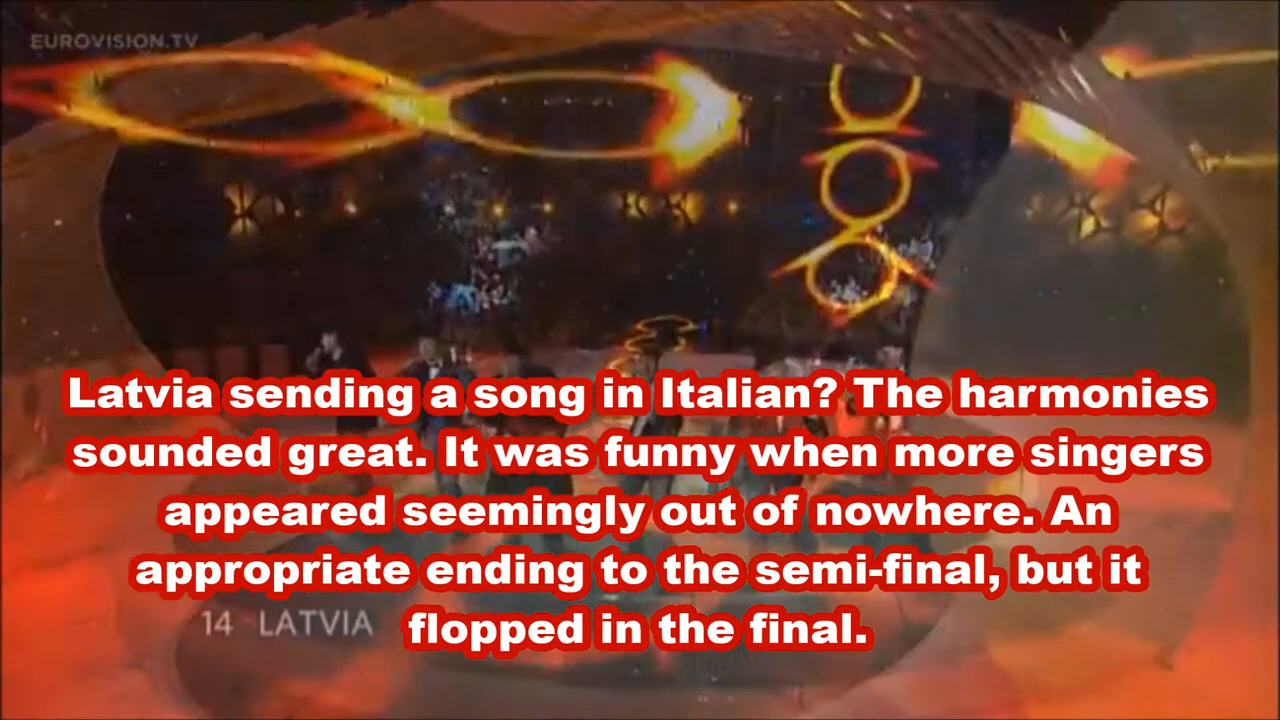 EUROVISION.TV
Latvia sending a song in Italian? The harmonies
sounded great. It was funny when more singers
appeared seemingly out of nowhere. An
appropriate ending to the semi-final, but it
flopped in the final.
14 LATVIA